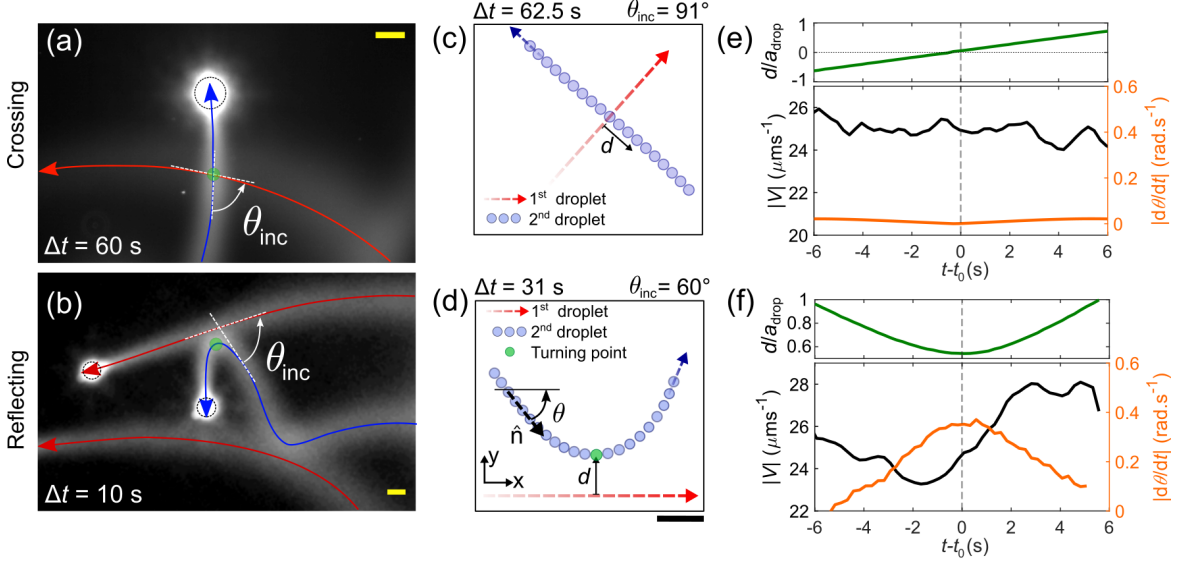 Crossing
(a)
θinc
Δt = 60 s
Reflecting
(b)
θinc
Δt = 10 s
(c)
Δt = 62.5 s
θinc = 91°
d
1st droplet
2nd droplet
(d)
Δt = 31 s
θinc = 60°
1st droplet
2nd droplet
Turning point
θ
n̂
y
x
d
(e)
d/adrop
1
0
-1
|V| (μms-1)
26
24
22
20
|dθ/dt| (rad.s-1)
0.6
0.4
0.2
0
-6 -4 -2 0 2 4 6
t-t0(s)
(f)
d/adrop
1
0.8
0.6
|V| (μms-1)
28
26
24
22
|dθ/dt| (rad.s-1)
0.6
0.4
0.2
0
-6 -4 -2 0 2 4 6
t-t0(s)